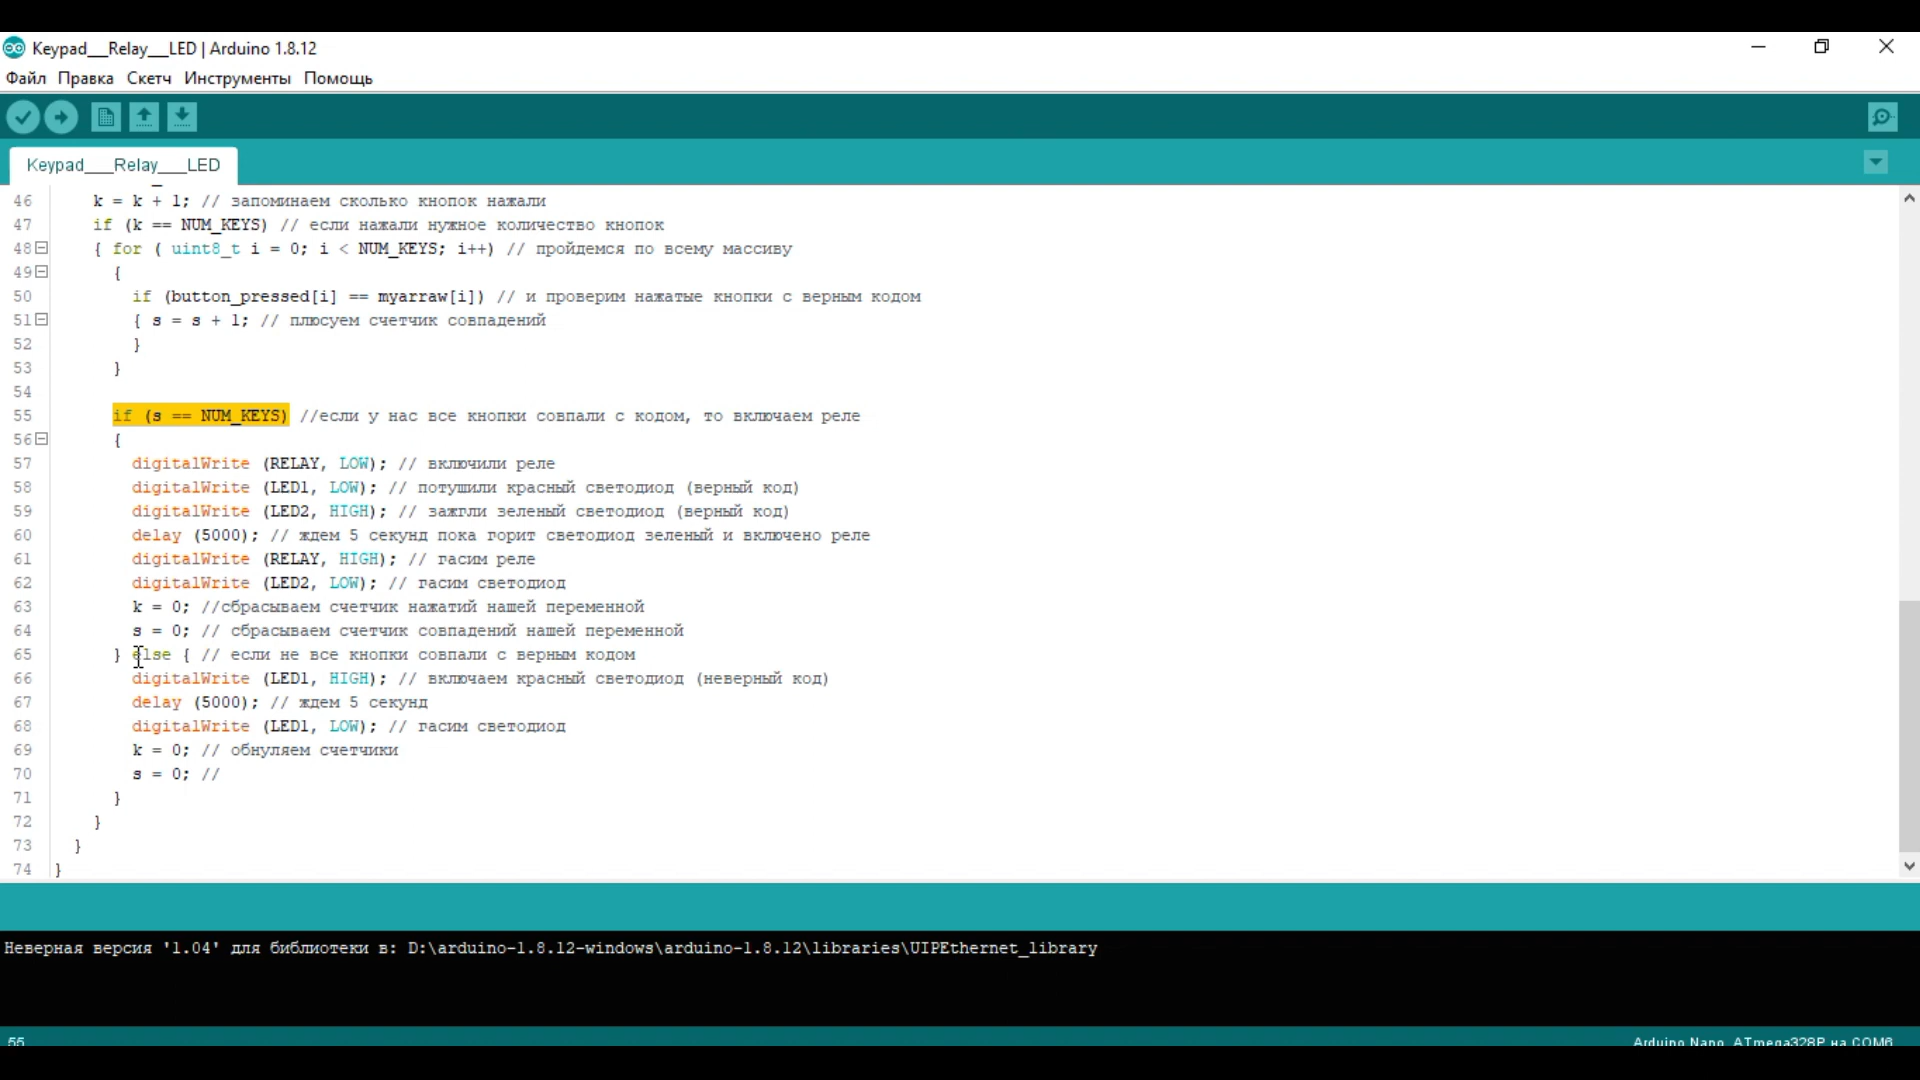 Keypad___Relay___LED | Arduino 1.8.12
Файл Правка Скетч Инструменты Помощь
Keypad___Relay___LED
46 k = k + 1; // запоминаем сколько кнопок нажали
47 if (k == NUM_KEYS) // если нажали нужное количество кнопок
48 { for ( uint8_t i = 0; i < NUM_KEYS; i++) // пройдемся по всему массиву
49 {
50 if (button_pressed[i] == myarraw[i]) // и проверим нажатые кнопки с верным кодом
51 { s = s + 1; // плюсуем счетчик совпадений
52 }
53 }
54
55 if (s == NUM_KEYS) //если у нас все кнопки совпали с кодом, то включаем реле
56 {
57 digitalWrite (RELAY, LOW); // включили реле
58 digitalWrite (LED1, LOW); // потушили красный светодиод (верный код)
59 digitalWrite (LED2, HIGH); // зажгли зеленый светодиод (верный код)
60 delay (5000); // ждем 5 секунд пока горит светодиод зеленый и включено реле
61 digitalWrite (RELAY, HIGH); // гасим реле
62 digitalWrite (LED2, LOW); // гасим светодиод
63 k = 0; //сбрасываем счетчик нажатий нашей переменной
64 s = 0; // сбрасываем счетчик совпадений нашей переменной
65 } else { // если не все кнопки совпали с верным кодом
66 digitalWrite (LED1, HIGH); // включаем красный светодиод (неверный код)
67 delay (5000); // ждем 5 секунд
68 digitalWrite (LED1, LOW); // гасим светодиод
69 k = 0; // обнуляем счетчики
70 s = 0; //
71 }
72 }
73 }
74 }
Неверная версия '1.04' для библиотеки в: D:\arduino-1.8.12-windows\arduino-1.8.12\libraries\UIPEthernet_library
55 Arduino Nano, ATmega328P на COM6